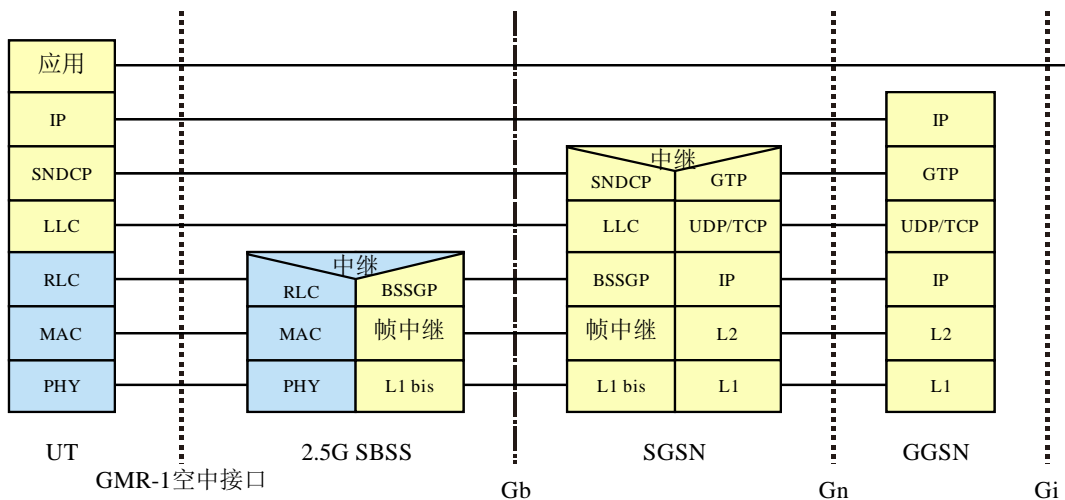 应用
IP
SNDCP
LLC
RLC
MAC
PHY
UT
GMR-1空中接口
中继
RLC
BSSGP
MAC
帧中继
PHY
L1 bis
2.5G SBSS
Gb
中继
SNDCP
GTP
LLC
UDP/TCP
BSSGP
IP
帧中继
L2
L1 bis
L1
SGSN
Gn
IP
GTP
UDP/TCP
IP
L2
L1
GGSN
Gi